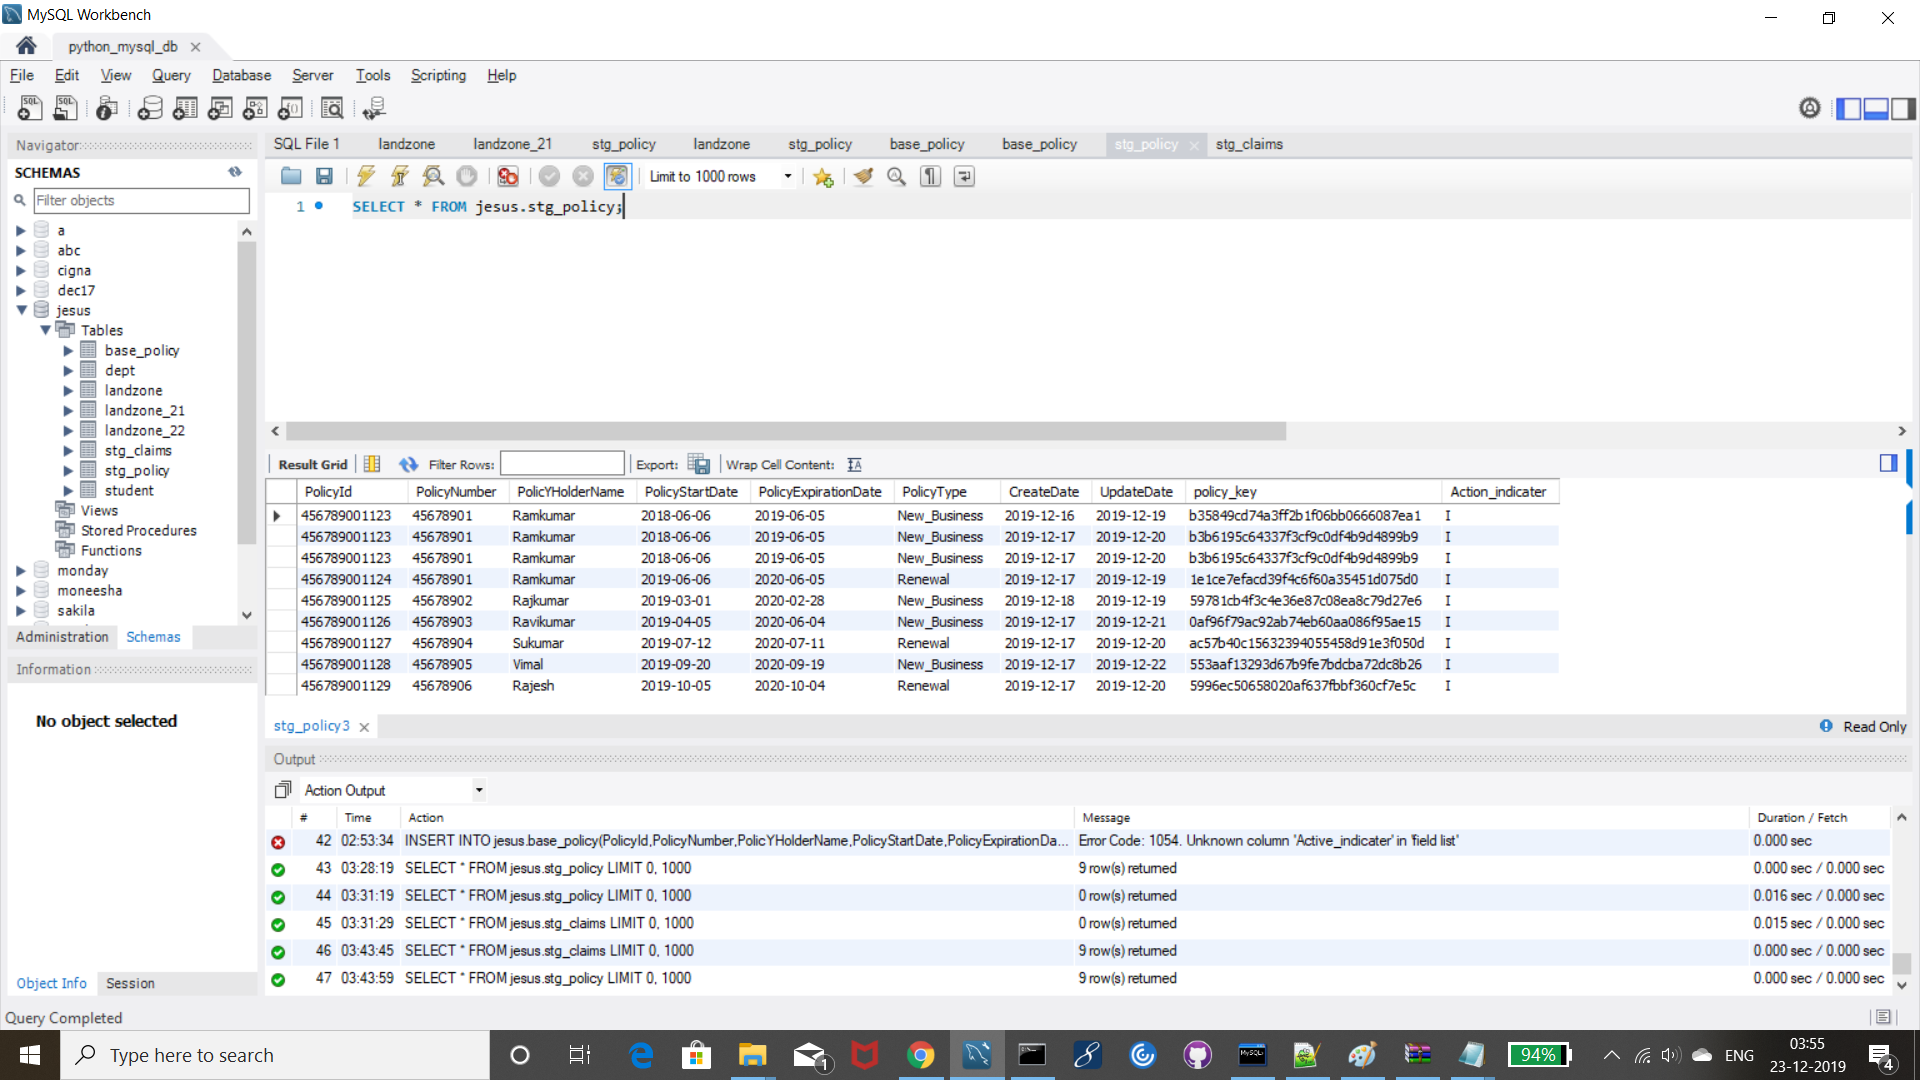 MySQL Workbench
python_mysql_db
File Edit View Query Database Server Tools Scripting Help
Navigator
SCHEMAS
Filter objects
a
abc
cigna
dec17
jesus
Tables
base_policy
dept
landzone
landzone_21
landzone_22
stg_claims
stg_policy
student
Views
Stored Procedures
Functions
monday
moneesha
sakila
Administration Schemas
Information
No object selected
Object Info Session
SQL File 1 landzone landzone_21 stg_policy landzone stg_policy base_policy base_policy stg_policy stg_claims
Limit to 1000 rows
1 SELECT * FROM jesus.stg_policy;
Result Grid Filter Rows: Export: Wrap Cell Content:
PolicyId PolicyNumber PolicYHolderName PolicyStartDate PolicyExpirationDate PolicyType CreateDate UpdateDate policy_key Action_indicater
456789001123 45678901 Ramkumar 2018-06-06 2019-06-05 New_Business 2019-12-16 2019-12-19 b35849cd74a3ff2b1f06bb0666087ea1 I
456789001123 45678901 Ramkumar 2018-06-06 2019-06-05 New_Business 2019-12-17 2019-12-20 b3b6195c64337f3cf9c0df4b9d4899b9 I
456789001123 45678901 Ramkumar 2018-06-06 2019-06-05 New_Business 2019-12-17 2019-12-20 b3b6195c64337f3cf9c0df4b9d4899b9 I
456789001124 45678901 Ramkumar 2019-06-06 2020-06-05 Renewal 2019-12-17 2019-12-19 1e1ce7efacd39f4c6f60a35451d075d0 I
456789001125 45678902 Rajkumar 2019-03-01 2020-02-28 New_Business 2019-12-18 2019-12-19 59781cb4f3c4e36e87c08ea8c79d27e6 I
456789001126 45678903 Ravikumar 2019-04-05 2020-06-04 New_Business 2019-12-17 2019-12-21 0af96f79ac92ab74eb60aa086f95ae15 I
456789001127 45678904 Sukumar 2019-07-12 2020-07-11 Renewal 2019-12-17 2019-12-20 ac57b40c15632394055458d91e3f050d I
456789001128 45678905 Vimal 2019-09-20 2020-09-19 New_Business 2019-12-17 2019-12-22 553aaf13293d67b9fe7bdcba72dc8b26 I
456789001129 45678906 Rajesh 2019-10-05 2020-10-04 Renewal 2019-12-17 2019-12-20 5996ec50658020af637fbbf360cf7e5c I
stg_policy3 Read Only
Output
Action Output
# Time Action Message Duration / Fetch
42 02:53:34 INSERT INTO jesus.base_policy(PolicyId,PolicyNumber,PolicYHolderName,PolicyStartDate,PolicyExpirationDa... Error Code: 1054. Unknown column 'Active_indicater' in 'field list' 0.000 sec
43 03:28:19 SELECT * FROM jesus.stg_policy LIMIT 0, 1000 9 row(s) returned 0.000 sec / 0.000 sec
44 03:31:19 SELECT * FROM jesus.stg_policy LIMIT 0, 1000 0 row(s) returned 0.016 sec / 0.000 sec
45 03:31:29 SELECT * FROM jesus.stg_claims LIMIT 0, 1000 0 row(s) returned 0.015 sec / 0.000 sec
46 03:43:45 SELECT * FROM jesus.stg_claims LIMIT 0, 1000 9 row(s) returned 0.000 sec / 0.000 sec
47 03:43:59 SELECT * FROM jesus.stg_policy LIMIT 0, 1000 9 row(s) returned 0.000 sec / 0.000 sec
Query Completed
Type here to search
94%
ENG
03:55
23-12-2019